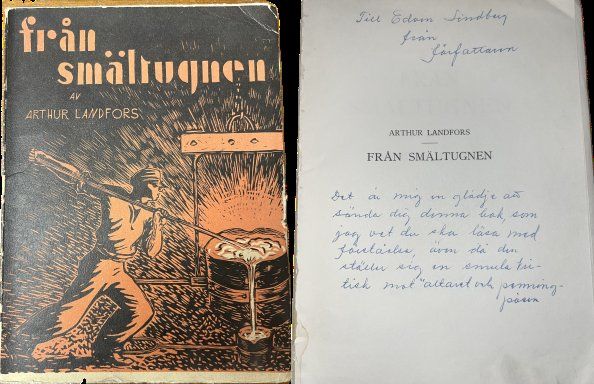 från
smältugnen
AV
ARTHUR LANDFORS
Till Edvin Lindberg
från
författaren
ARTHUR LANDFORS
FRÅN SMÄLTUGNEN
Det är mig en glädje att
sända dig denna bok som
jag vet du ska läsa med
förståelse, även då den
ställer sig en smula kri-
tisk mot "altaret och penning-
påsen